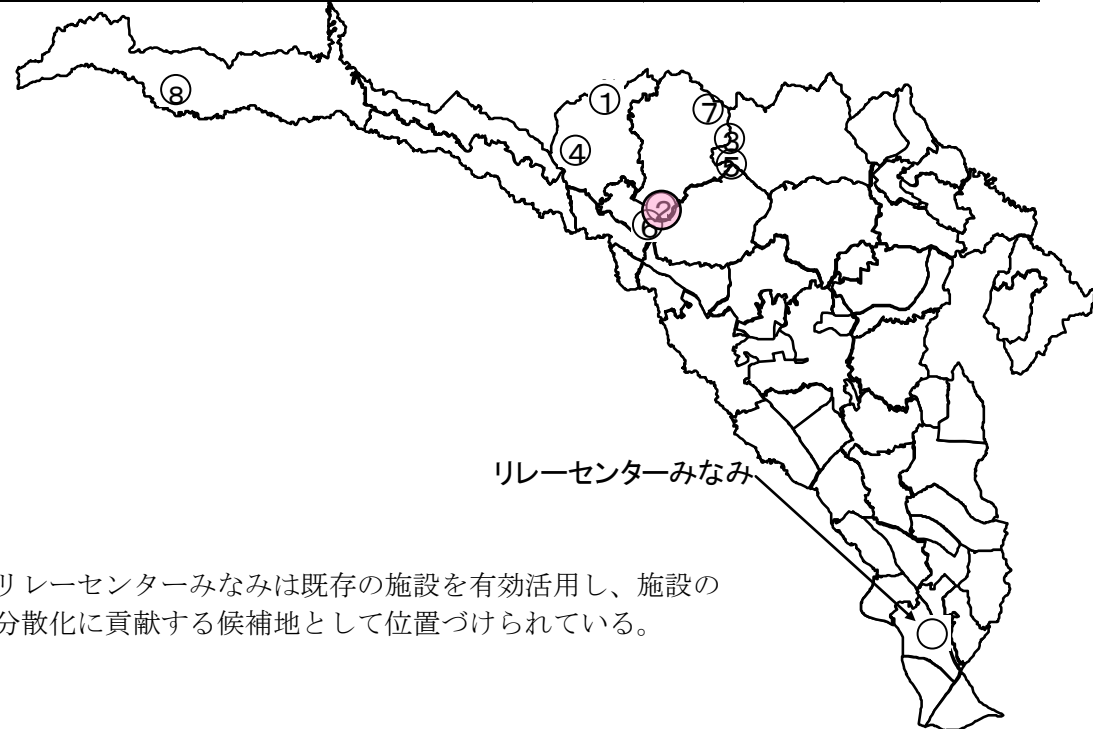 ①
⑦
⑧
③
④
⑤
②
⑥
リレーセンターみなみ
リレーセンターみなみは既存の施設を有効活用し、施設の
分散化に貢献する候補地として位置づけられている。